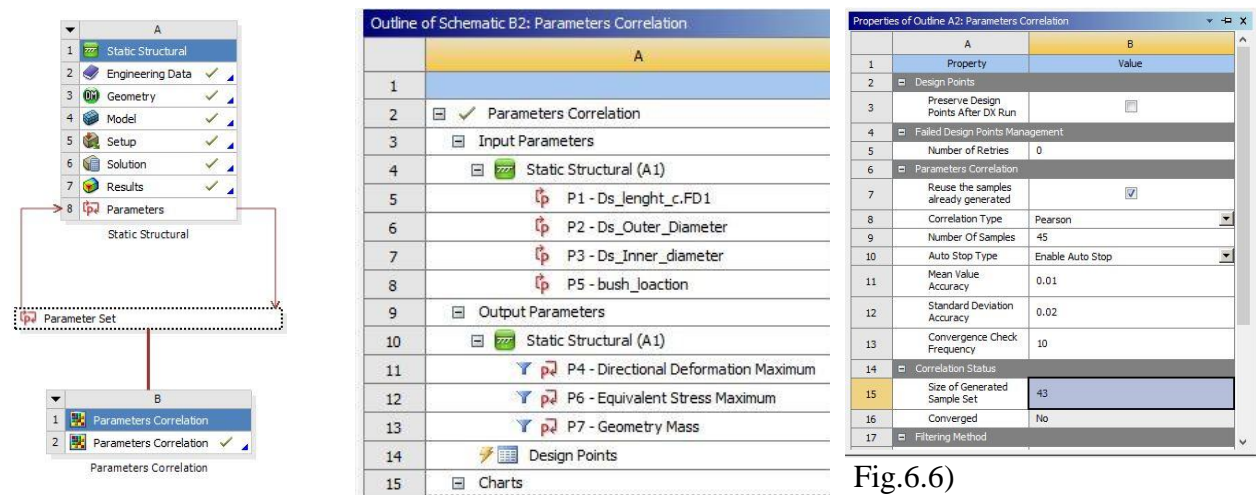 A
1 Static Structural
2 Engineering Data
3 Geometry
4 Model
5 Setup
6 Solution
7 Results
8 Parameters
Static Structural
Parameter Set
B
1 Parameters Correlation
2 Parameters Correlation
Parameters Correlation
Outline of Schematic B2: Parameters Correlation
A
1
2 Parameters Correlation
3 Input Parameters
4 Static Structural (A1)
5 P1 - Ds_lenght_c.FD1
6 P2 - Ds_Outer_Diameter
7 P3 - Ds_Inner_diameter
8 P5 - bush_loaction
9 Output Parameters
10 Static Structural (A1)
11 P4 - Directional Deformation Maximum
12 P6 - Equivalent Stress Maximum
13 P7 - Geometry Mass
14 Design Points
15 Charts
Properties of Outline A2: Parameters Correlation
A B
1 Property Value
2 Design Points
3 Preserve Design
Points After DX Run
4 Failed Design Points Management
5 Number of Retries 0
6 Parameters Correlation
7 Reuse the samples
already generated
8 Correlation Type Pearson
9 Number Of Samples 45
10 Auto Stop Type Enable Auto Stop
11 Mean Value
Accuracy 0.01
12 Standard Deviation
Accuracy 0.02
13 Convergence Check
Frequency 10
14 Correlation Status
15 Size of Generated
Sample Set 43
16 Converged No
17 Filtering Method
Fig.6.6)